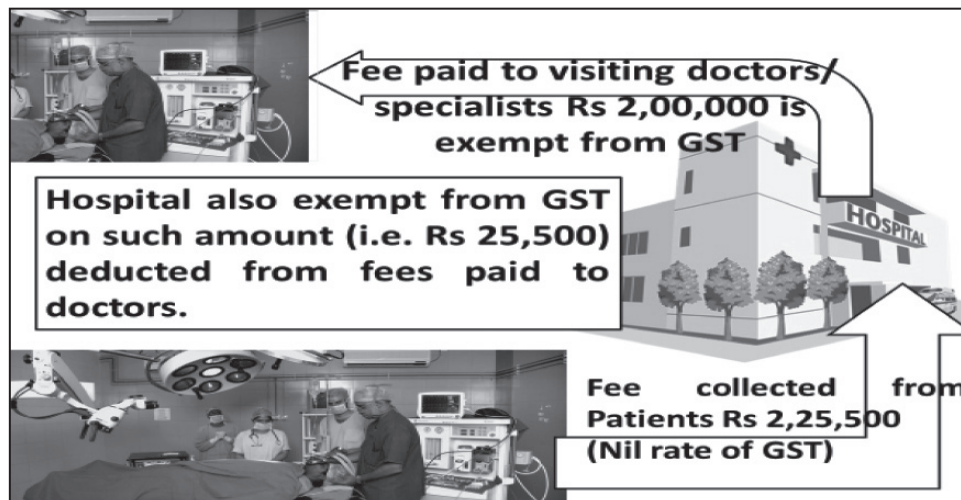 Fee paid to visiting doctors/
specialists Rs 2,00,000 is
exempt from GST
Hospital also exempt from GST
on such amount (i.e. Rs 25,500)
deducted from fees paid to
doctors.
HOSPITAL
Fee collected from
Patients Rs 2,25,500
(Nil rate of GST)